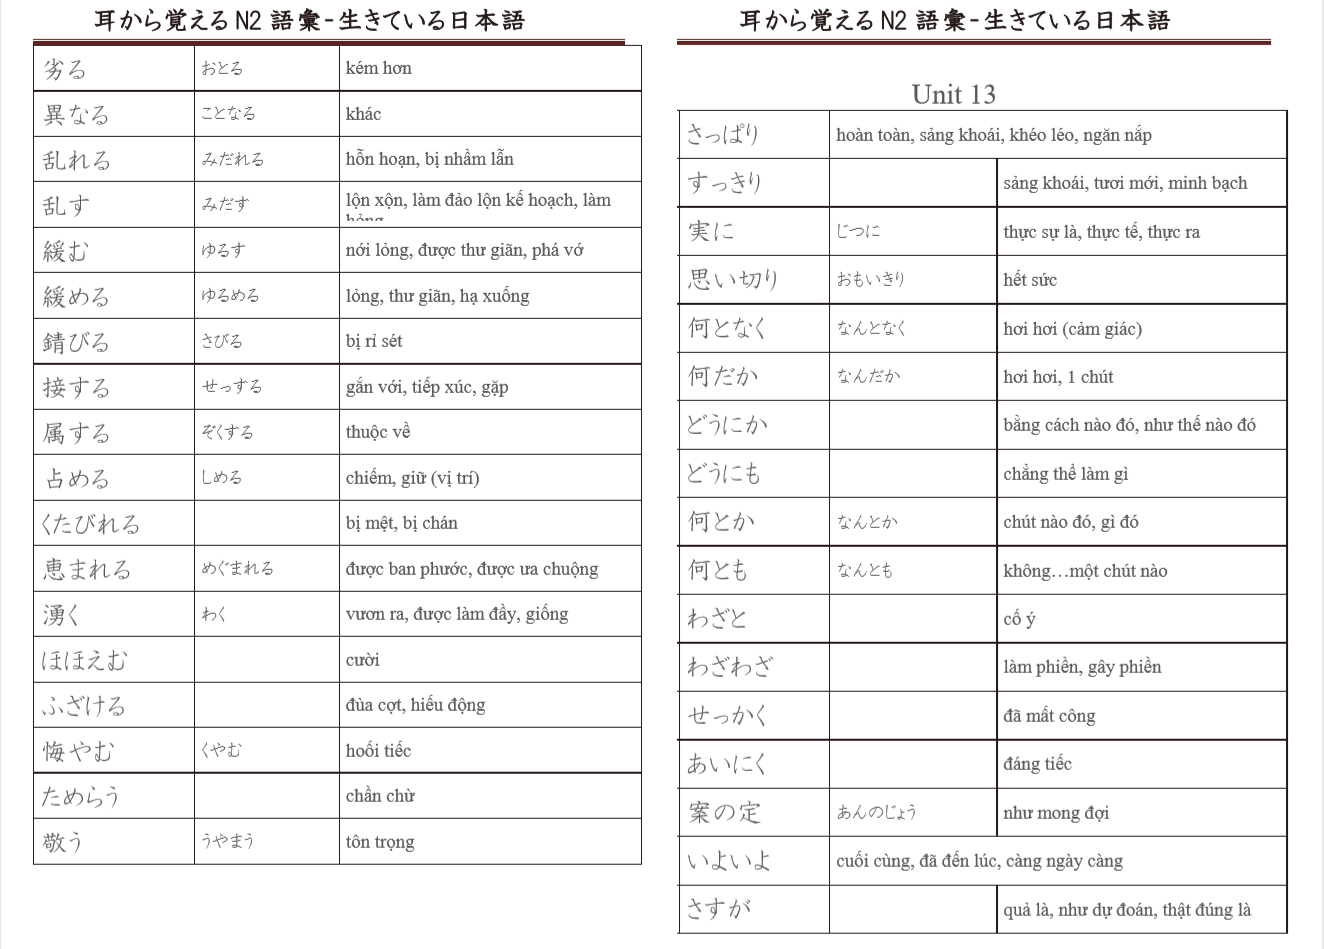 耳から覚えるN2語彙-生きている日本語
劣る おとる kém hơn
異なる ことなる khác
乱れる みだれる hỗn hoạn, bị nhầm lẫn
乱す みだす lộn xộn, làm đảo lộn kế hoạch, làm
hỏng
緩む ゆるす nới lỏng, được thư giãn, phá vớ
緩める ゆるめる lỏng, thư giãn, hạ xuống
錆びる さびる bị rỉ sét
接する せっする gắn với, tiếp xúc, gặp
属する ぞくする thuộc về
占める しめる chiếm, giữ (vị trí)
くたびれる bị mệt, bị chán
恵まれる めぐまれる được ban phước, được ưa chuộng
湧く わく vươn ra, được làm đầy, giống
ほほえむ cười
ふざける đùa cợt, hiếu động
悔やむ くやむ hoối tiếc
ためらう chần chừ
敬う うやまう tôn trọng
耳から覚えるN2語彙-生きている日本語
Unit 13
さっぱり hoàn toàn, sảng khoái, khéo léo, ngăn nắp
すっきり sảng khoái, tươi mới, minh bạch
実に じつに thực sự là, thực tế, thực ra
思い切り おもいきり hết sức
何となく なんとなく hơi hơi (cảm giác)
何だか なんだか hơi hơi, 1 chút
どうにか bằng cách nào đó, như thế nào đó
どうにも chẳng thể làm gì
何とか なんとか chút nào đó, gì đó
何とも なんとも không…một chút nào
わざと cố ý
わざわざ làm phiền, gây phiền
せっかく đã mất công
あいにく đáng tiếc
案の定 あんのじょう như mong đợi
いよいよ cuối cùng, đã đến lúc, càng ngày càng
さすが quả là, như dự đoán, thật đúng là